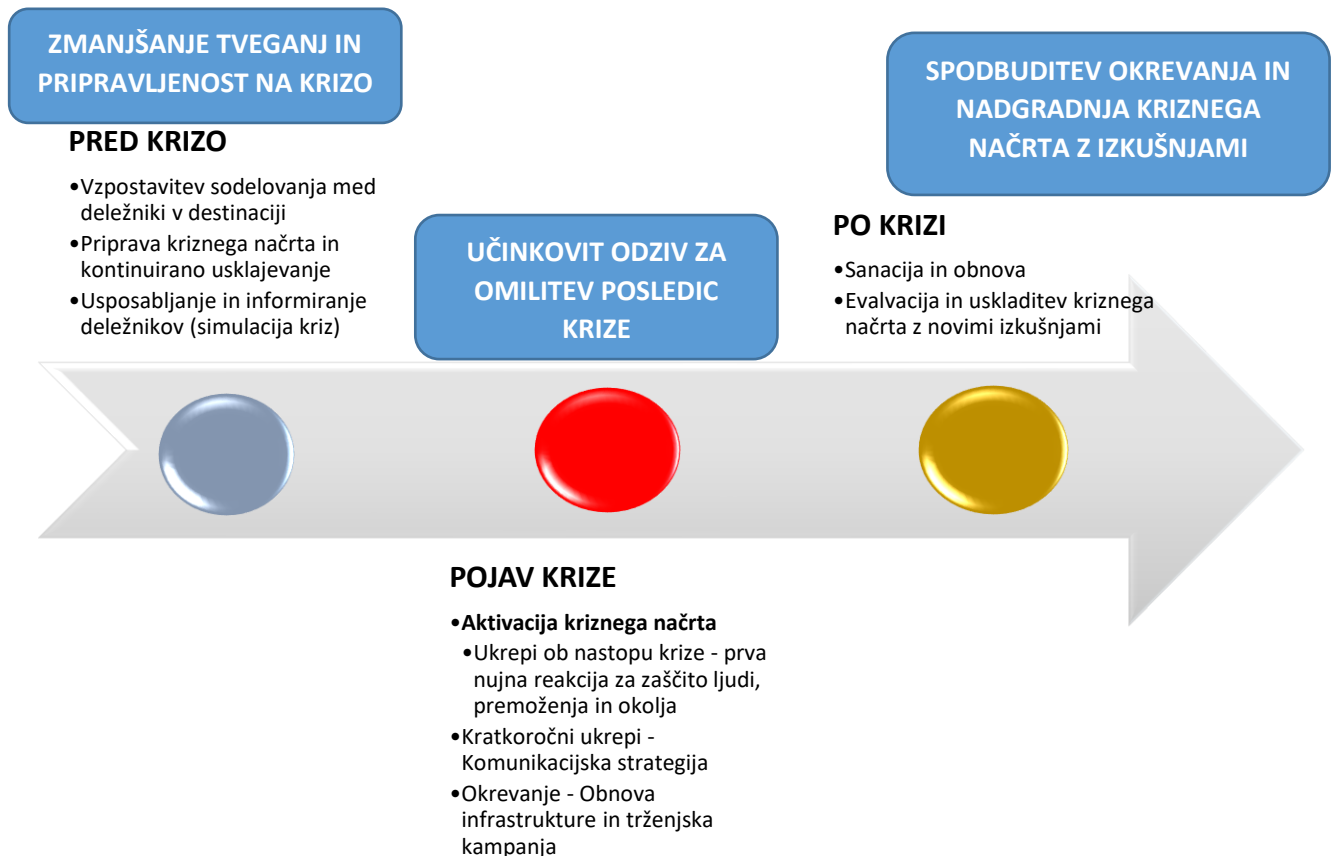 ZMANJŠANJE TVEGANJ IN
PRIPRAVLJENOST NA KRIZO
PRED KRIZO
•Vzpostavitev sodelovanja med
deležniki v destinaciji
•Priprava kriznega načrta in
kontinuirano usklajevanje
•Usposabljanje in informiranje
deležnikov (simulacija kriz)
UČINKOVIT ODZIV ZA
OMILITEV POSLEDIC
KRIZE
POJAV KRIZE
•Aktivacija kriznega načrta
•Ukrepi ob nastopu krize - prva
nujna reakcija za zaščito ljudi,
premoženja in okolja
•Kratkoročni ukrepi -
Komunikacijska strategija
•Okrevanje - Obnova
infrastrukture in trženjska
kampanja
SPODBUDITEV OKREVANJA IN
NADGRADNJA KRIZNEGA
NAČRTA Z IZKUŠNJAMI
PO KRIZI
•Sanacija in obnova
•Evalvacija in uskladitev kriznega
načrta z novimi izkušnjami